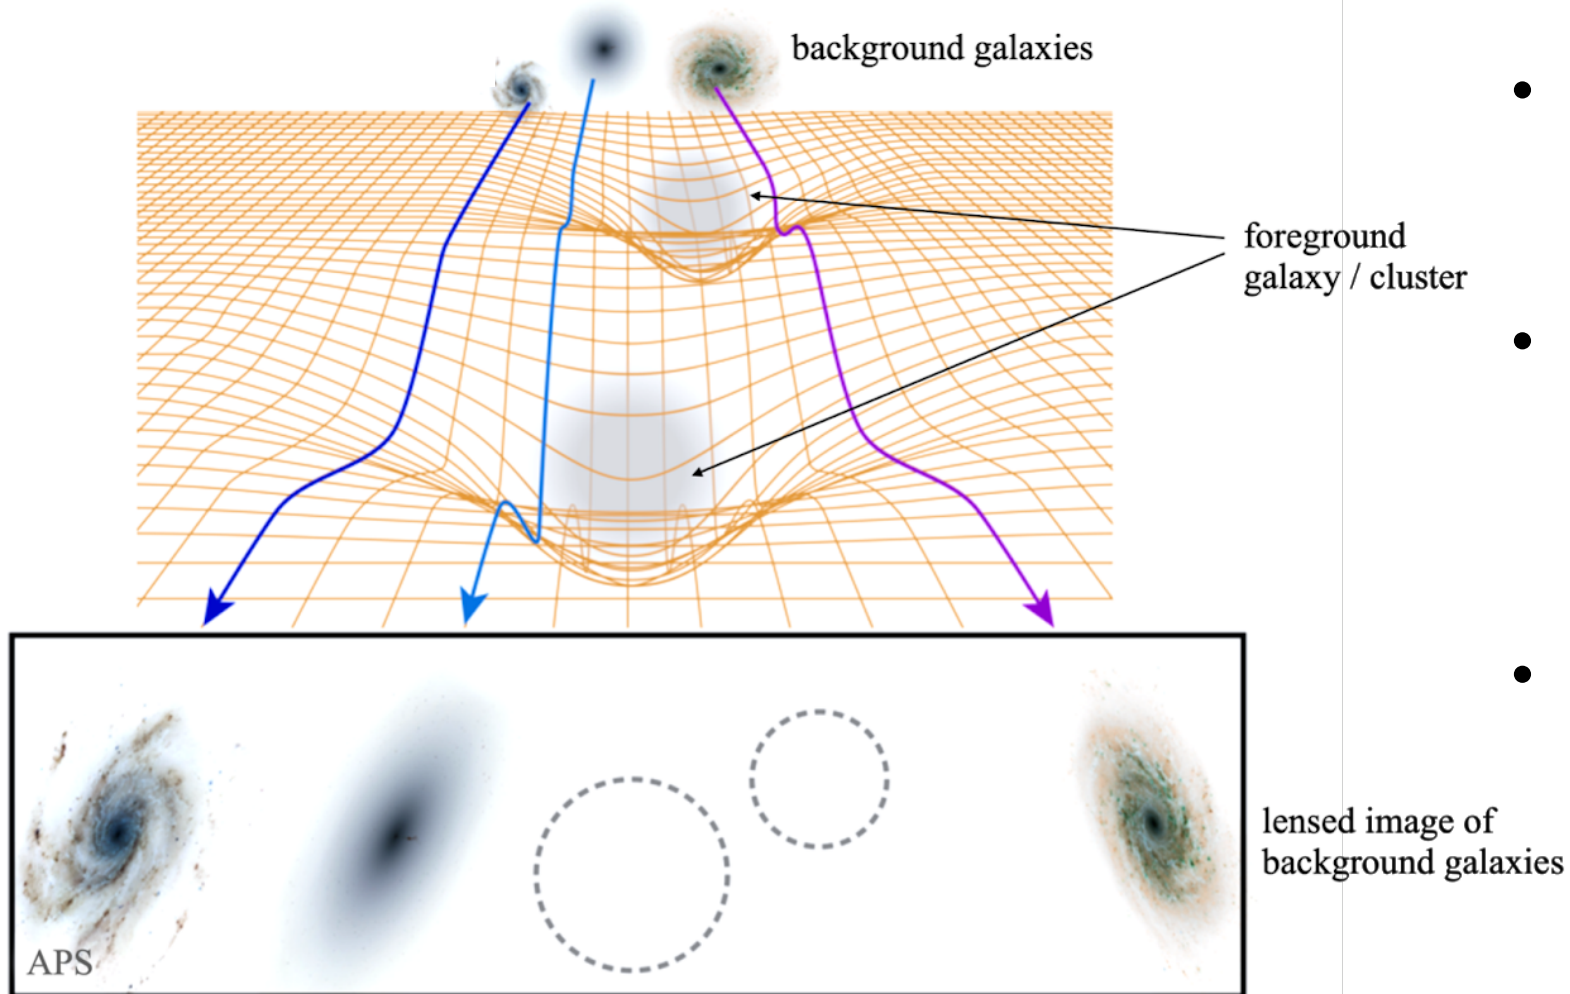 background galaxies
foreground
galaxy / cluster
lensed image of
background galaxies
APS